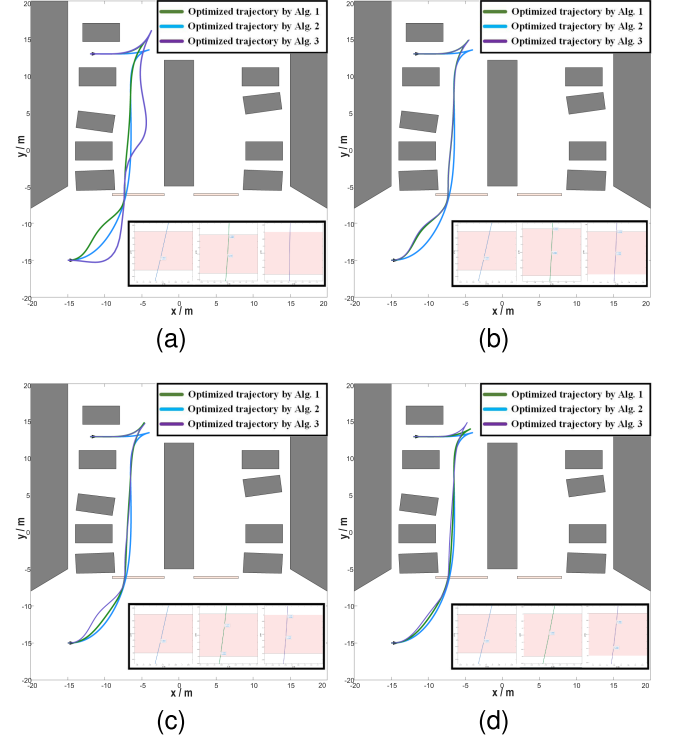 20
15
10
5
0
-5
-10
-15
-20
y / m
Optimized trajectory by Alg. 1
Optimized trajectory by Alg. 2
Optimized trajectory by Alg. 3
-20 -15 -10 -5 0 5 10 15 20
x / m
(a)
20
15
10
5
0
-5
-10
-15
-20
y / m
Optimized trajectory by Alg. 1
Optimized trajectory by Alg. 2
Optimized trajectory by Alg. 3
-20 -15 -10 -5 0 5 10 15 20
x / m
(b)
20
15
10
5
0
-5
-10
-15
-20
y / m
Optimized trajectory by Alg. 1
Optimized trajectory by Alg. 2
Optimized trajectory by Alg. 3
-20 -15 -10 -5 0 5 10 15 20
x / m
(c)
20
15
10
5
0
-5
-10
-15
-20
y / m
Optimized trajectory by Alg. 1
Optimized trajectory by Alg. 2
Optimized trajectory by Alg. 3
-20 -15 -10 -5 0 5 10 15 20
x / m
(d)